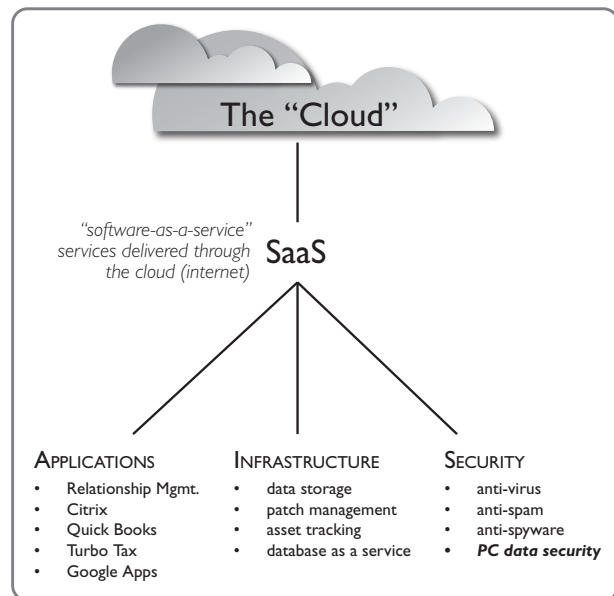 The “Cloud”
“software-as-a-service”
services delivered through
the cloud (internet)
SaaS
APPLICATIONS
• Relationship Mgmt.
• Citrix
• Quick Books
• Turbo Tax
• Google Apps
INFRASTRUCTURE
• data storage
• patch management
• asset tracking
• database as a service
SECURITY
• anti-virus
• anti-spam
• anti-spyware
• PC data security